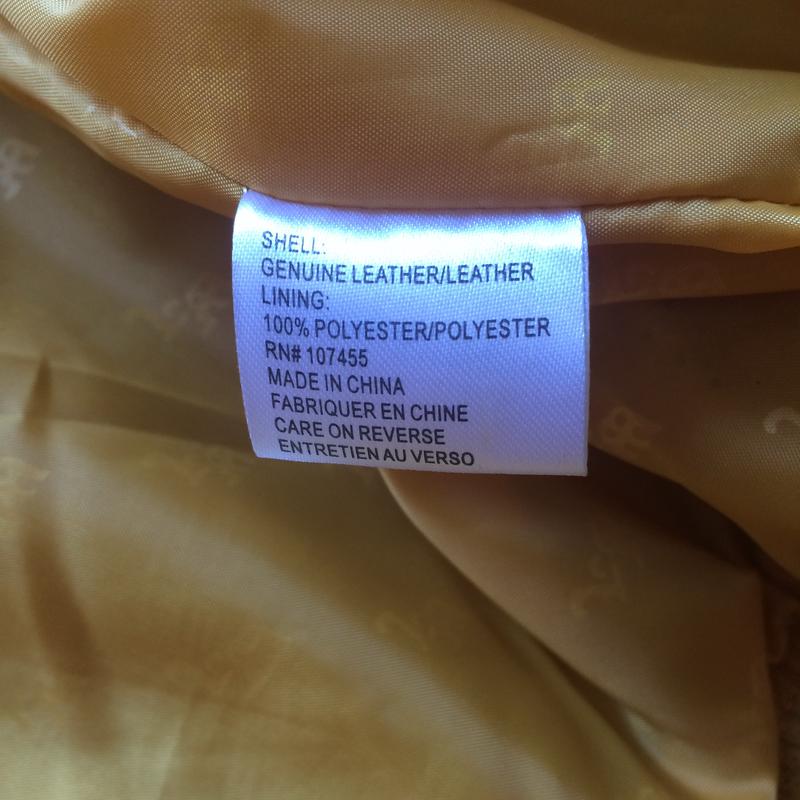 SHELL:
GENUINE LEATHER/LEATHER
LINING:
100% POLYESTER/POLYESTER
RN# 107455
MADE IN CHINA
FABRIQUER EN CHINE
CARE ON REVERSE
ENTRETIEN AU VERSO